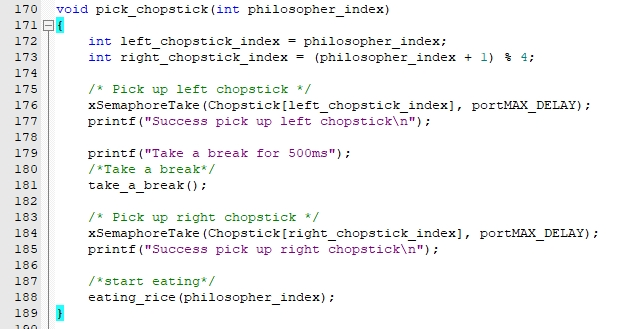 170 void pick_chopstick(int philosopher_index)
171 {
172     int left_chopstick_index = philosopher_index;
173     int right_chopstick_index = (philosopher_index + 1) % 4;
174
175     /* Pick up left chopstick */
176     xSemaphoreTake(Chopstick[left_chopstick_index], portMAX_DELAY);
177     printf("Success pick up left chopstick\n");
178
179     printf("Take a break for 500ms");
180     /*Take a break*/
181     take_a_break();
182
183     /* Pick up right chopstick */
184     xSemaphoreTake(Chopstick[right_chopstick_index], portMAX_DELAY);
185     printf("Success pick up right chopstick\n");
186
187     /*start eating*/
188     eating_rice(philosopher_index);
189 }
190